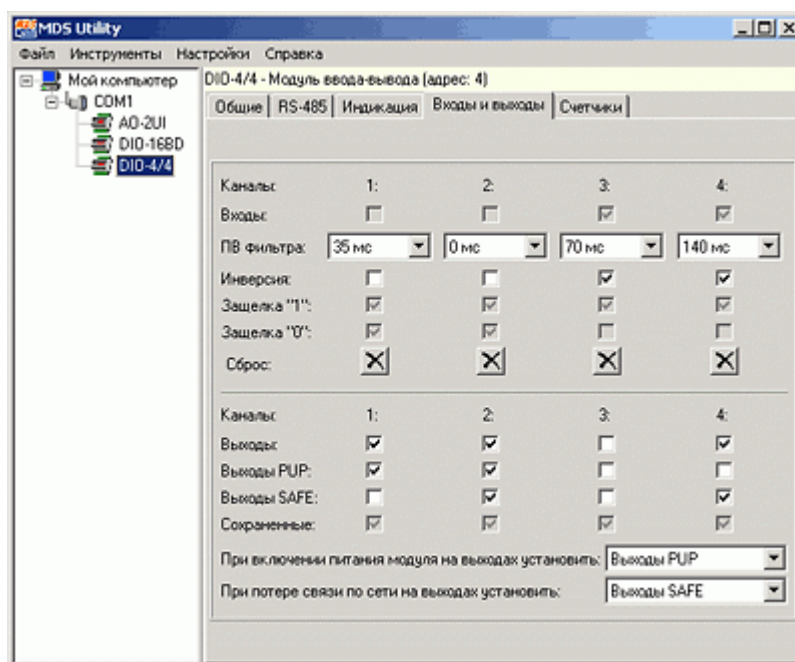 MDS Utility
Файл Инструменты Настройки Справка
Мой компьютер
COM1
AO-2UI
DIO-16BD
DIO-4/4
DIO-4/4 - Модуль ввода-вывода (адрес: 4)
Общие RS-485 Индикация Входы и выходы Счетчики
Каналы: 1: 2: 3: 4:
Входы:
ПВ фильтра: 35 мс 0 мс 70 мс 140 мс
Инверсия:
Защелка "1":
Защелка "0":
Сброс:
Каналы: 1: 2: 3: 4:
Выходы:
Выходы PUP:
Выходы SAFE:
Сохраненные:
При включении питания модуля на выходах установить: Выходы PUP
При потере связи по сети на выходах установить: Выходы SAFE